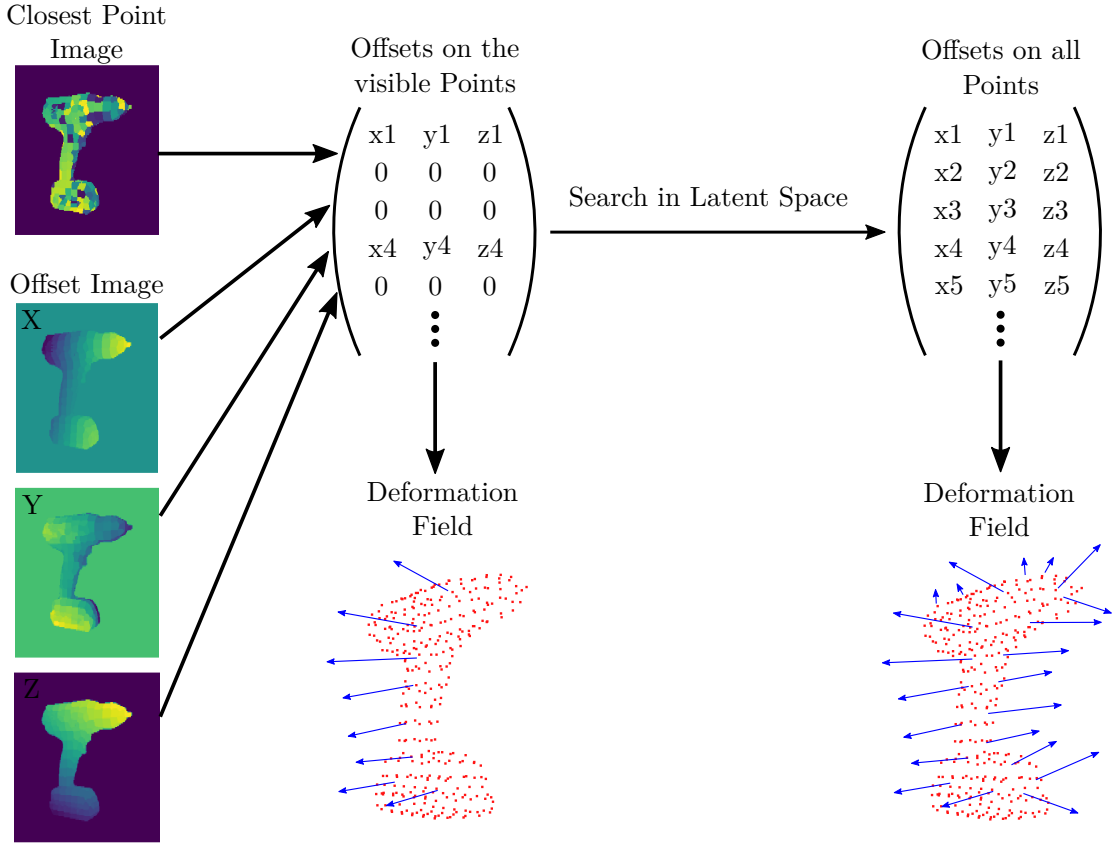 Closest Point
Image
Offset Image
X
Y
Z
Offsets on the
visible Points
x1 y1 z1
0 0 0
0 0 0
x4 y4 z4
0 0 0
Search in Latent Space
Offsets on all
Points
x1 y1 z1
x2 y2 z2
x3 y3 z3
x4 y4 z4
x5 y5 z5
Deformation
Field
Deformation
Field